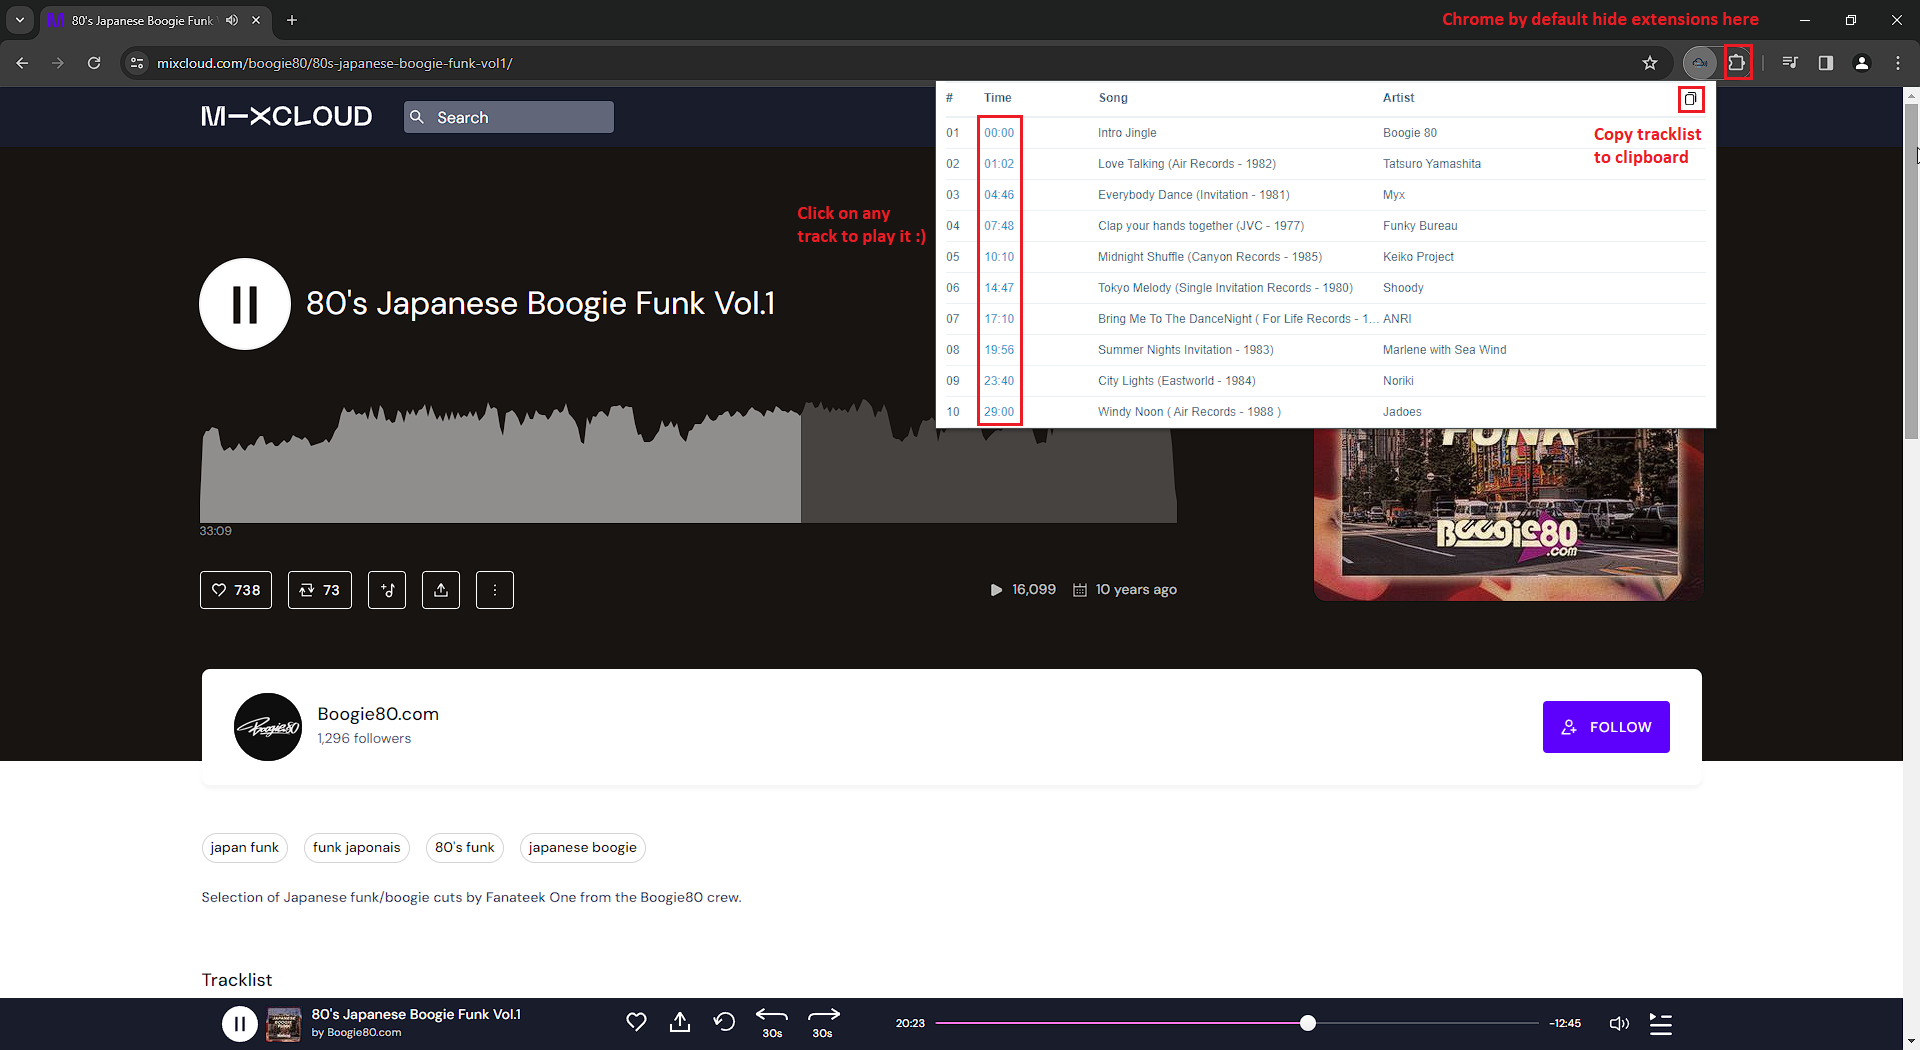 80's Japanese Boogie Funk
Chrome by default hide extensions here
mixcloud.com/boogie80/80s-japanese-boogie-funk-vol1/
M-XCLOUD
Search
# Time Song Artist
01 00:00 Intro Jingle Boogie 80
02 01:02 Love Talking (Air Records - 1982) Tatsuro Yamashita
03 04:46 Everybody Dance (Invitation - 1981) Myx
04 07:48 Clap your hands together (JVC - 1977) Funky Bureau
05 10:10 Midnight Shuffle (Canyon Records - 1985) Keiko Project
06 14:47 Tokyo Melody (Single Invitation Records - 1980) Shoody
07 17:10 Bring Me To The DanceNight ( For Life Records - 1... ANRI
08 19:56 Summer Nights Invitation - 1983) Marlene with Sea Wind
09 23:40 City Lights (Eastworld - 1984) Noriki
10 29:00 Windy Noon ( Air Records - 1988 ) Jadoes
Copy tracklist
to clipboard
Click on any
track to play it :)
80's Japanese Boogie Funk Vol.1
33:09
FUNK
BOOGIE80
.COM
738 73
16,099 10 years ago
Boogie80
Boogie80.com
1,296 followers
FOLLOW
japan funk funk japonais 80's funk japanese boogie
Selection of Japanese funk/boogie cuts by Fanateek One from the Boogie80 crew.
Tracklist
80's Japanese Boogie Funk Vol.1
by Boogie80.com
30s 30s
20:23 -12:45